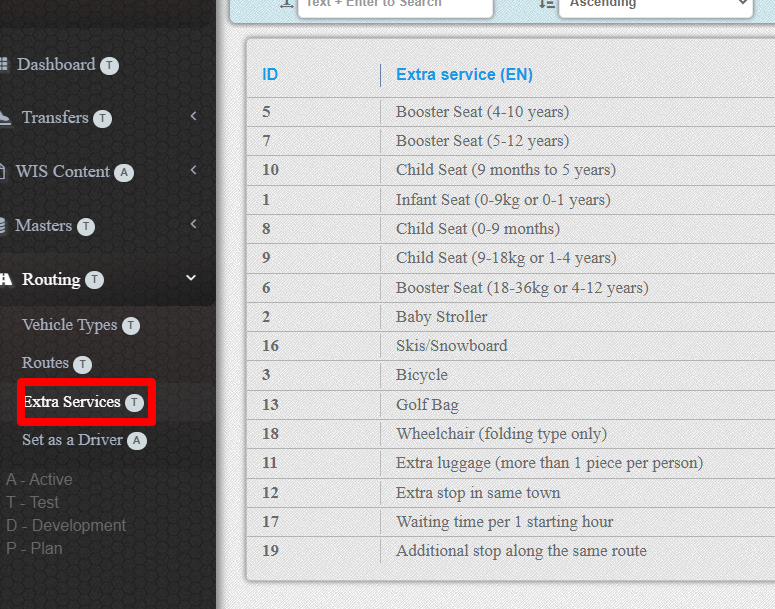 Text + Enter to Search
Ascending
Dashboard T
Transfers T
WIS Content A
Masters T
Routing T
Vehicle Types T
Routes T
Extra Services T
Set as a Driver A
A - Active
T - Test
D - Development
P - Plan
ID Extra service (EN)
5 Booster Seat (4-10 years)
7 Booster Seat (5-12 years)
10 Child Seat (9 months to 5 years)
1 Infant Seat (0-9kg or 0-1 years)
8 Child Seat (0-9 months)
9 Child Seat (9-18kg or 1-4 years)
6 Booster Seat (18-36kg or 4-12 years)
2 Baby Stroller
16 Skis/Snowboard
3 Bicycle
13 Golf Bag
18 Wheelchair (folding type only)
11 Extra luggage (more than 1 piece per person)
12 Extra stop in same town
17 Waiting time per 1 starting hour
19 Additional stop along the same route